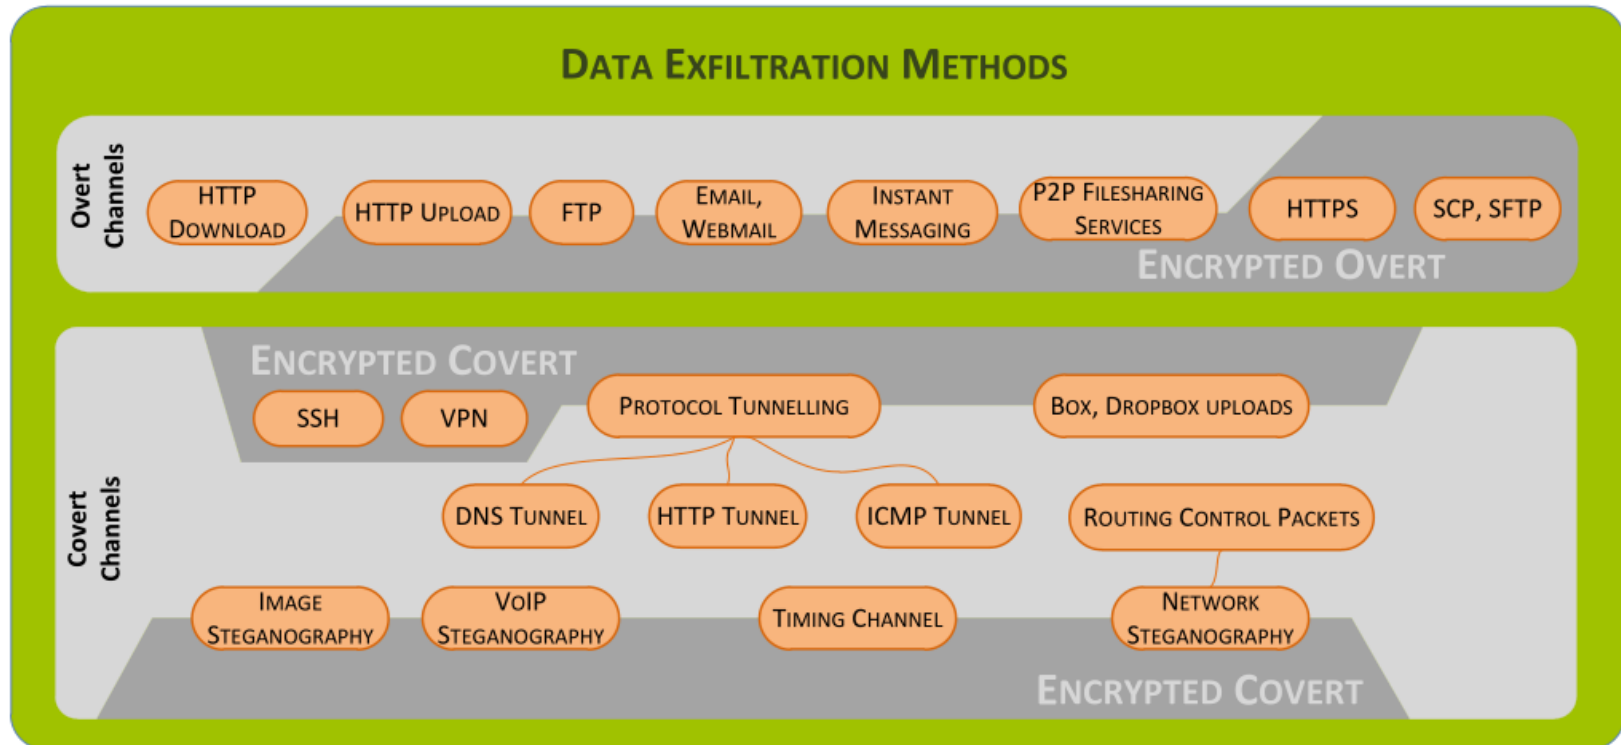 DATA EXFILTRATION METHODS
Overt
Channels
HTTP
DOWNLOAD
HTTP UPLOAD
FTP
EMAIL,
WEBMAIL
INSTANT
MESSAGING
P2P FILESHARING
SERVICES
HTTPS
SCP, SFTP
ENCRYPTED OVERT
Covert
Channels
ENCRYPTED COVERT
SSH
VPN
PROTOCOL TUNNELLING
BOX, DROPBOX UPLOADS
DNS TUNNEL
HTTP TUNNEL
ICMP TUNNEL
ROUTING CONTROL PACKETS
IMAGE
STEGANOGRAPHY
VOIP
STEGANOGRAPHY
TIMING CHANNEL
NETWORK
STEGANOGRAPHY
ENCRYPTED COVERT